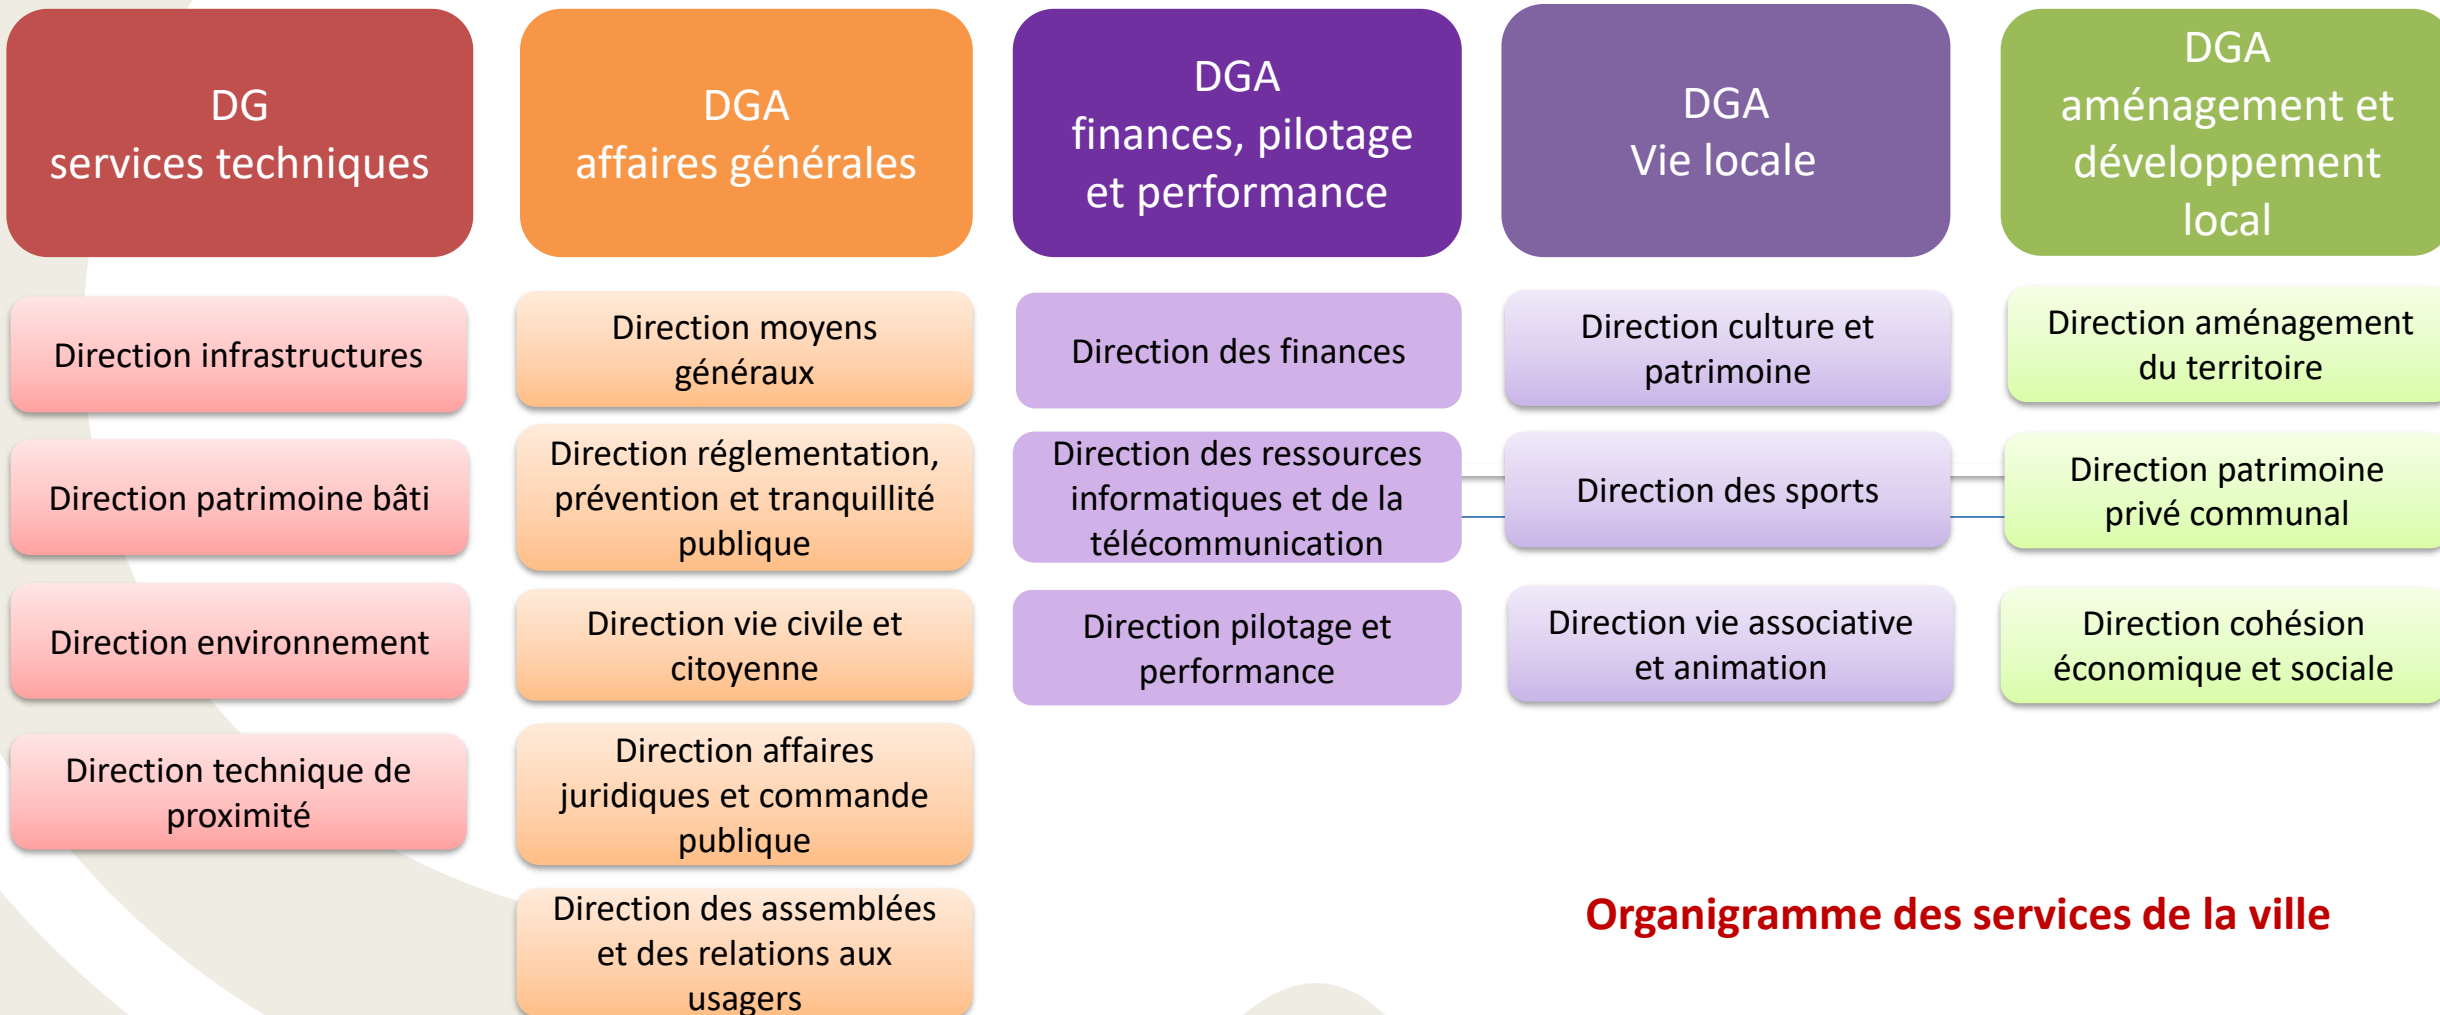 DG
services techniques
DGA
affaires générales
DGA
finances, pilotage
et performance
DGA
Vie locale
DGA
aménagement et
développement
local
Direction infrastructures
Direction patrimoine bâti
Direction environnement
Direction technique de
proximité
Direction moyens
généraux
Direction réglementation,
prévention et tranquillité
publique
Direction vie civile et
citoyenne
Direction affaires
juridiques et commande
publique
Direction des assemblées
et des relations aux
usagers
Direction des finances
Direction des ressources
informatiques et de la
télécommunication
Direction pilotage et
performance
Direction culture et
patrimoine
Direction des sports
Direction vie associative
et animation
Direction aménagement
du territoire
Direction patrimoine
privé communal
Direction cohésion
économique et sociale
Organigramme des services de la ville